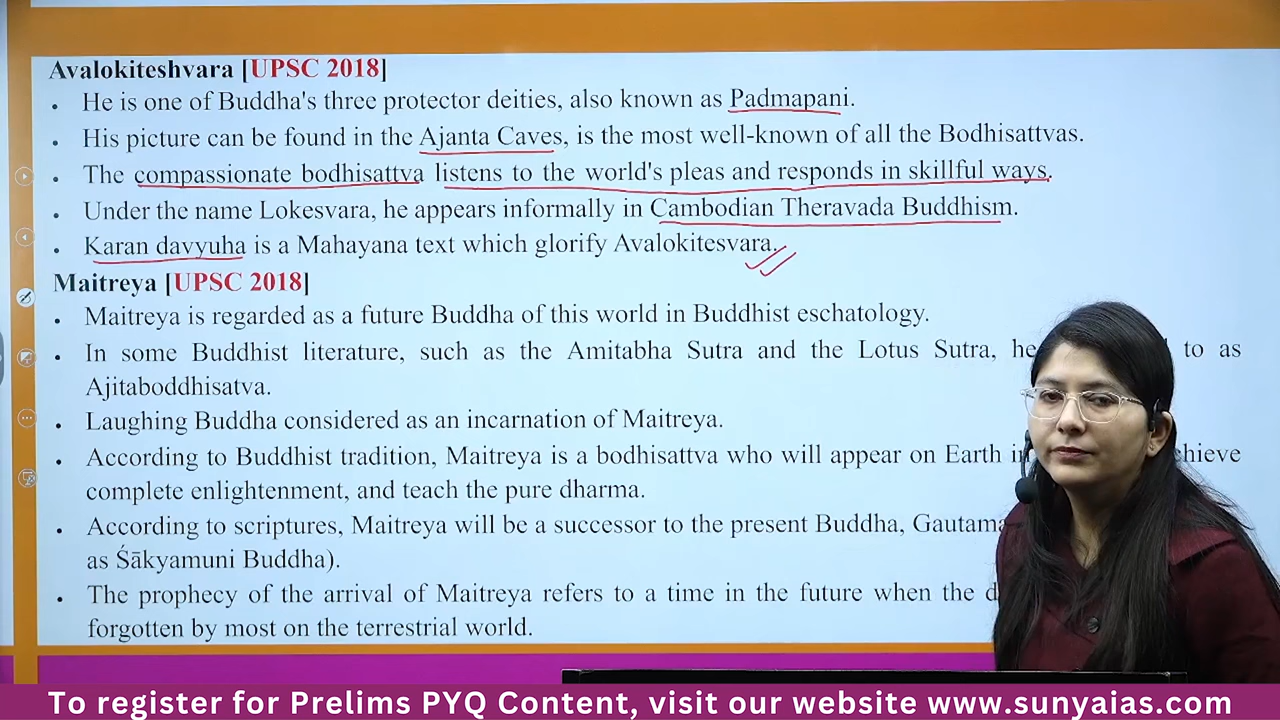 Avalokiteshvara [UPSC 2018]
• He is one of Buddha's three protector deities, also known as Padmapani.
• His picture can be found in the Ajanta Caves, is the most well-known of all the Bodhisattvas.
• The compassionate bodhisattva listens to the world's pleas and responds in skillful ways.
• Under the name Lokesvara, he appears informally in Cambodian Theravada Buddhism.
• Karan davyyuha is a Mahayana text which glorify Avalokitesvara.
Maitreya [UPSC 2018]
• Maitreya is regarded as a future Buddha of this world in Buddhist eschatology.
• In some Buddhist literature, such as the Amitabha Sutra and the Lotus Sutra, he to as
Ajitaboddhisatva.
• Laughing Buddha considered as an incarnation of Maitreya.
• According to Buddhist tradition, Maitreya is a bodhisattva who will appear on Earth
complete enlightenment, and teach the pure dharma.
• According to scriptures, Maitreya will be a successor to the present Buddha, Gautama
as Śākyamuni Buddha).
• The prophecy of the arrival of Maitreya refers to a time in the future when the
forgotten by most on the terrestrial world.
To register for Prelims PYQ Content, visit our website www.sunyaias.com